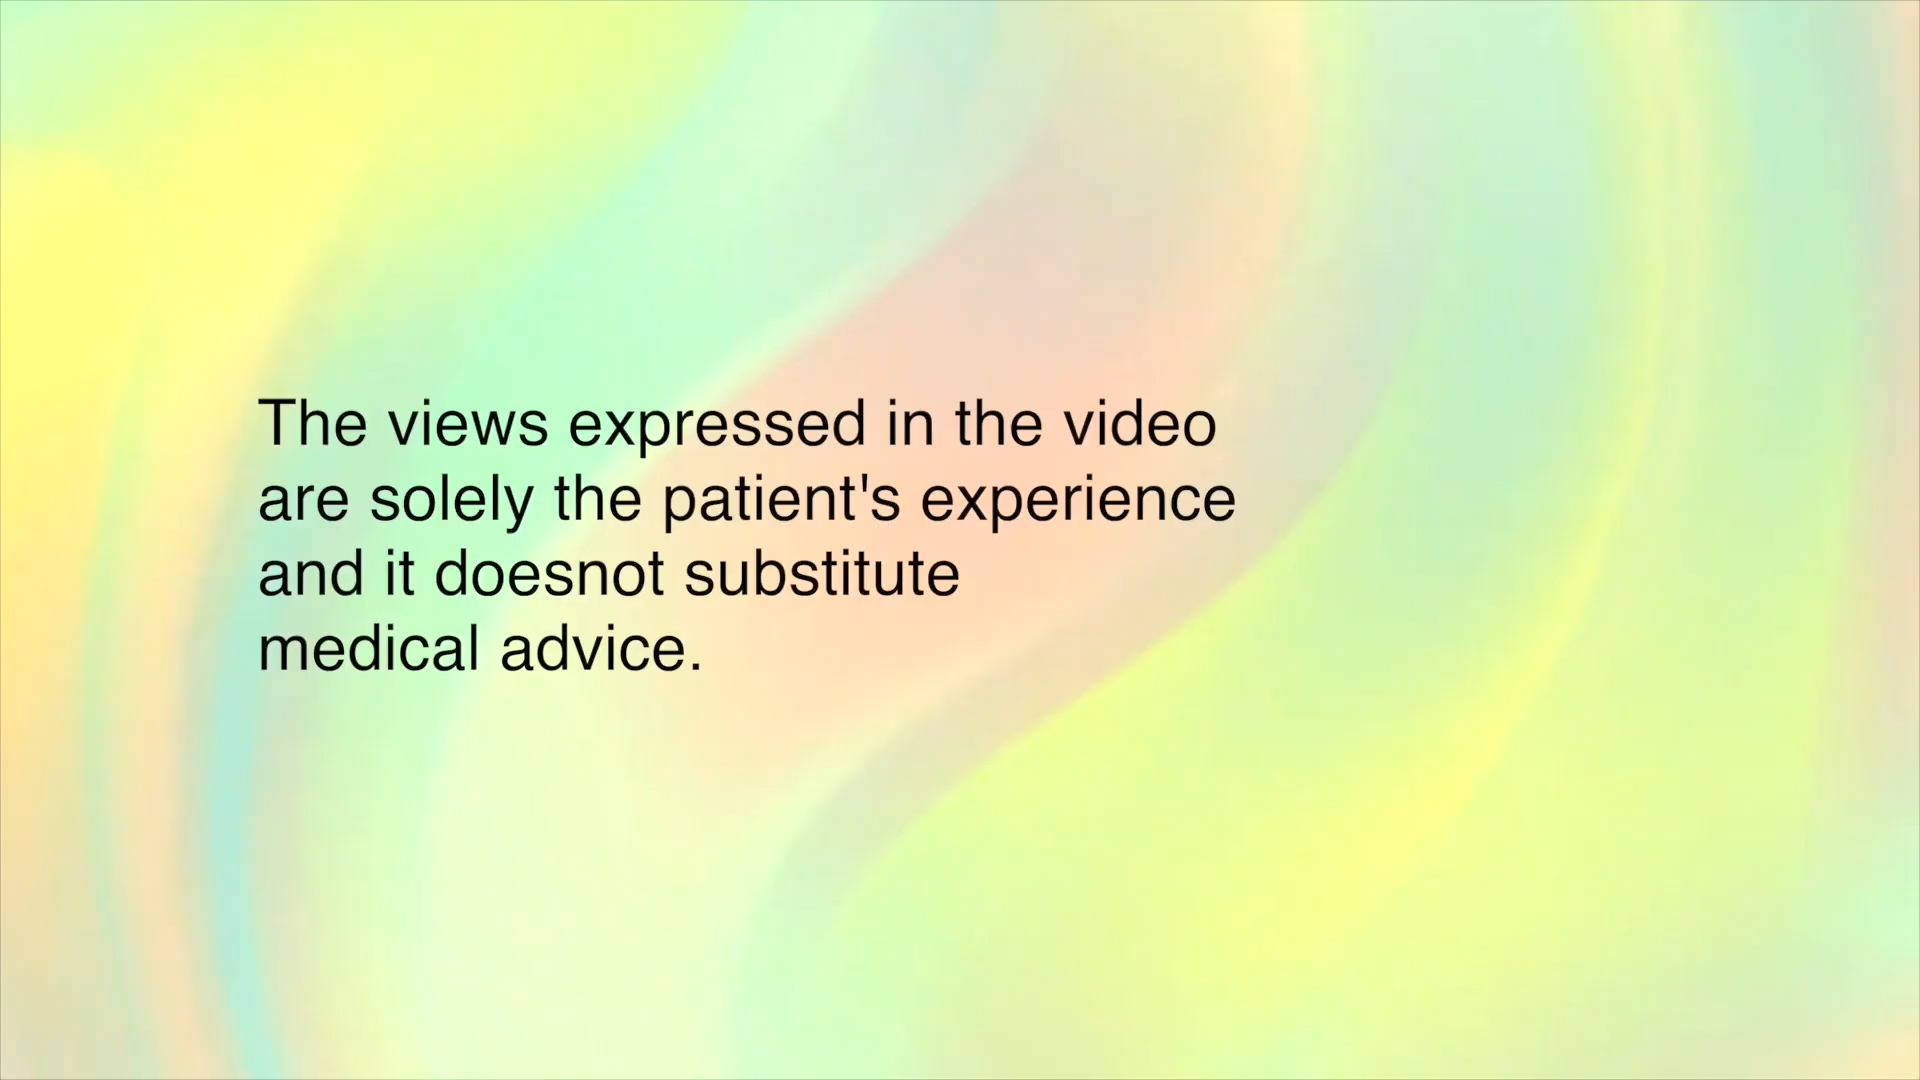 The views expressed in the video
are solely the patient's experience
and it doesnot substitute
medical advice.